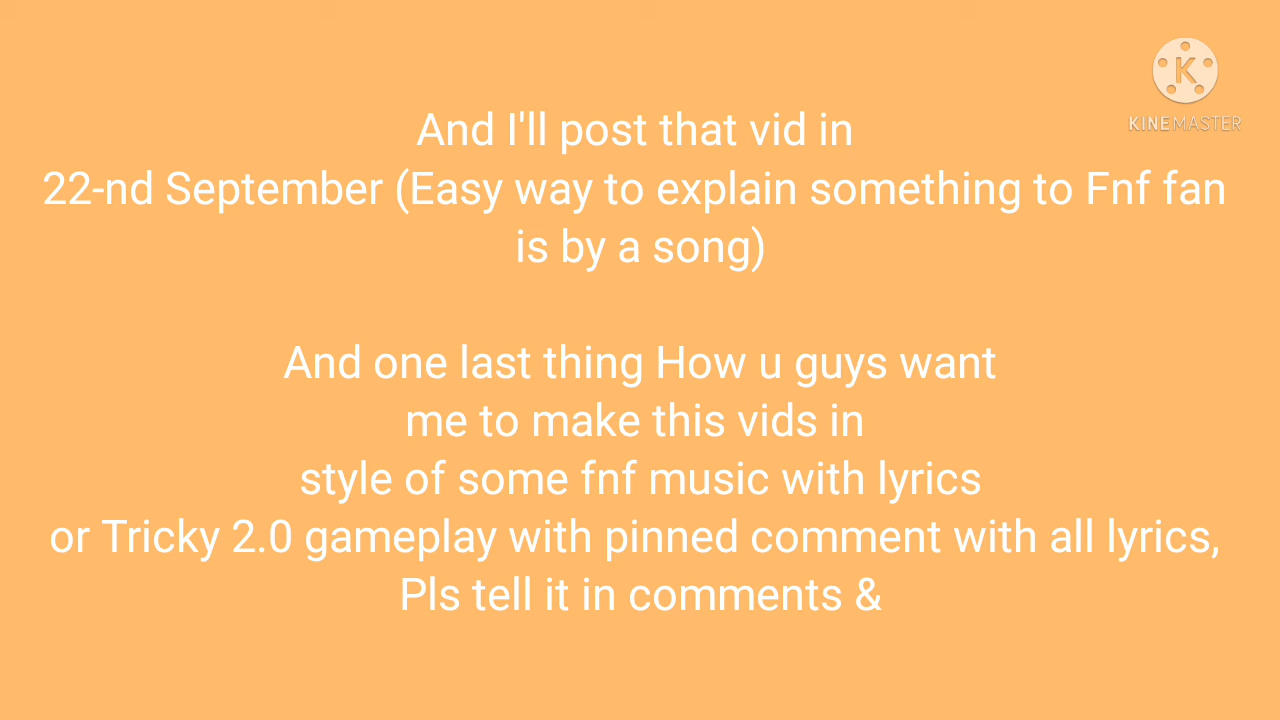 K
KINEMASTER
And I'll post that vid in
22-nd September (Easy way to explain something to Fnf fan
is by a song)
And one last thing How u guys want
me to make this vids in
style of some fnf music with lyrics
or Tricky 2.0 gameplay with pinned comment with all lyrics,
Pls tell it in comments &